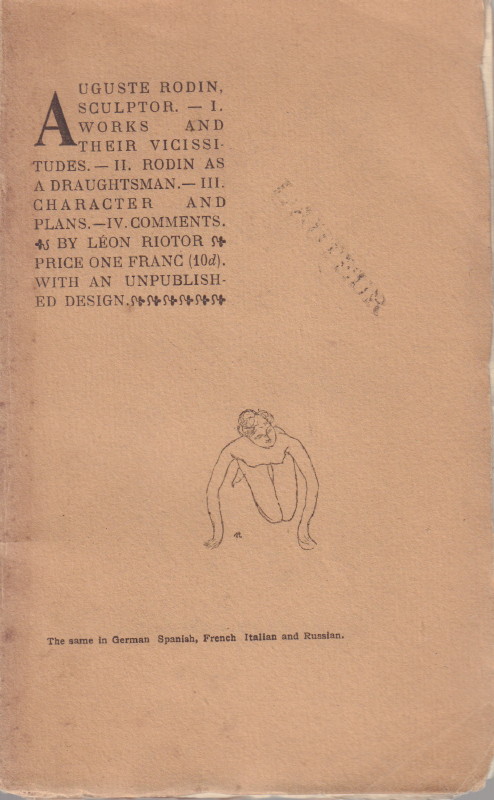 AUGUSTE RODIN,
SCULPTOR. — I.
WORKS AND
THEIR VICISSI-
TUDES. — II. RODIN AS
A DRAUGHTSMAN. — III.
CHARACTER AND
PLANS. — IV. COMMENTS.
BY LÉON RIOTOR
PRICE ONE FRANC (10d).
WITH AN UNPUBLISH-
ED DESIGN.
The same in German Spanish, French Italian and Russian.